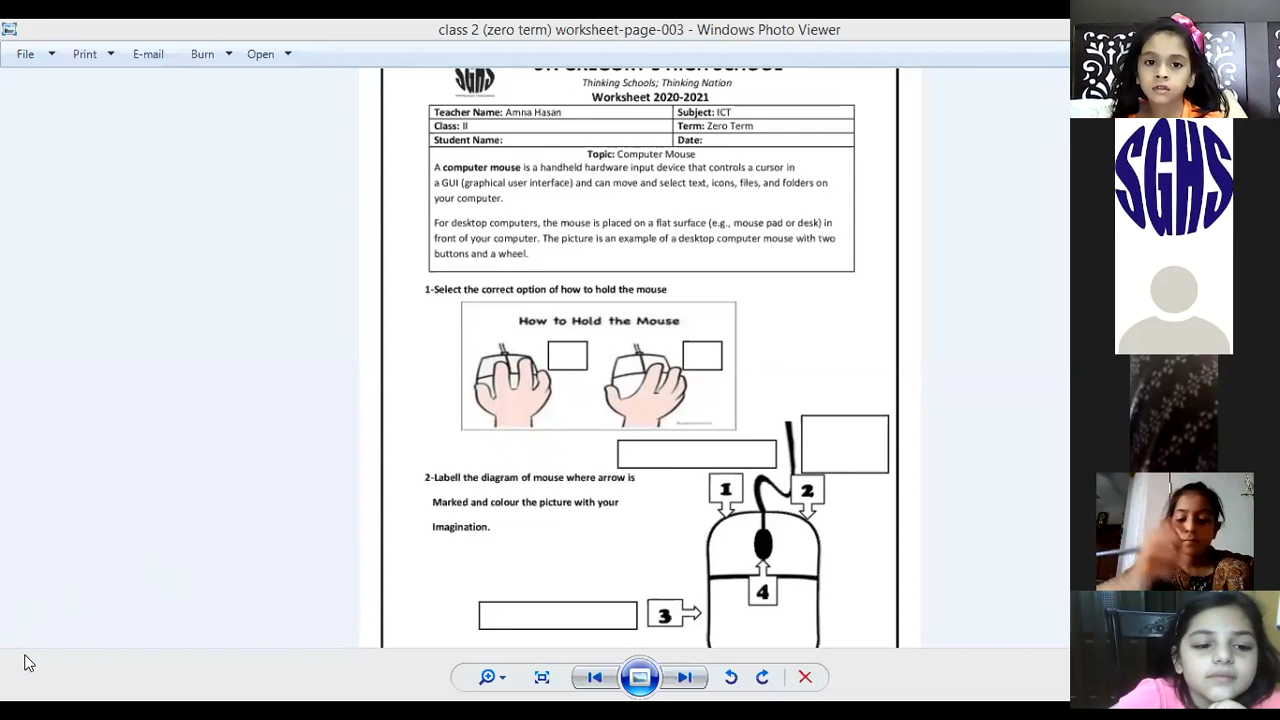 class 2 (zero term) worksheet-page-003 - Windows Photo Viewer
File Print E-mail Burn Open
SGHS
HIGH SCHOOL
Thinking Schools; Thinking Nation
Worksheet 2020-2021
Teacher Name: Amna Hasan Subject: ICT
Class: II Term: Zero Term
Student Name: Date:
Topic: Computer Mouse
A computer mouse is a handheld hardware input device that controls a cursor in
a GUI (graphical user interface) and can move and select text, icons, files, and folders on
your computer.
For desktop computers, the mouse is placed on a flat surface (e.g., mouse pad or desk) in
front of your computer. The picture is an example of a desktop computer mouse with two
buttons and a wheel.
1-Select the correct option of how to hold the mouse
How to Hold the Mouse
2-Labell the diagram of mouse where arrow is
Marked and colour the picture with your
Imagination.
1
2
4
3
SGHS